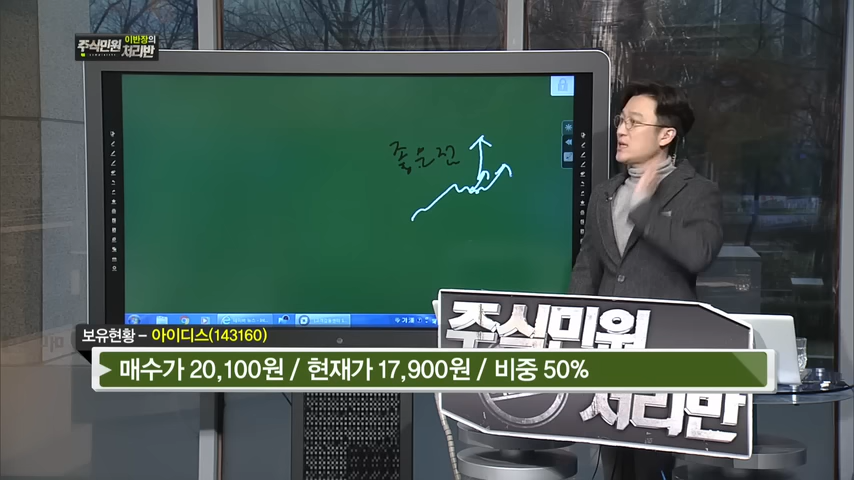 이반장의
주식민원
처리반
좋은전
주식민원
처리반
보유현황 – 아이디스(143160)
매수가 20,100원 / 현재가 17,900원 / 비중 50%